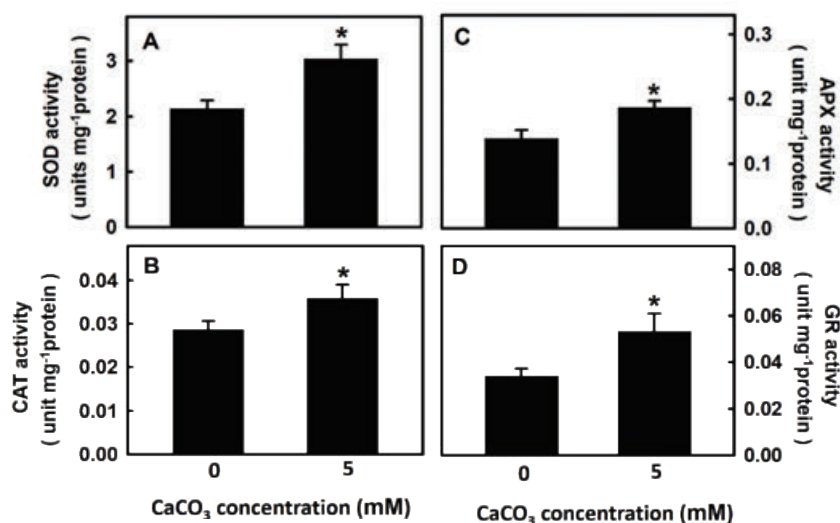 A
*
3
2
1
0
SOD activity
( units mg⁻¹protein )
C
*
0.3
0.2
0.1
0.0
APX activity
( unit mg⁻¹protein )
B
*
0.04
0.03
0.02
0.01
0.00
CAT activity
( unit mg⁻¹protein )
0
5
CaCO₃ concentration (mM)
D
*
0.08
0.06
0.04
0.02
0.00
GR activity
( unit mg⁻¹protein )
0
5
CaCO₃ concentration (mM)